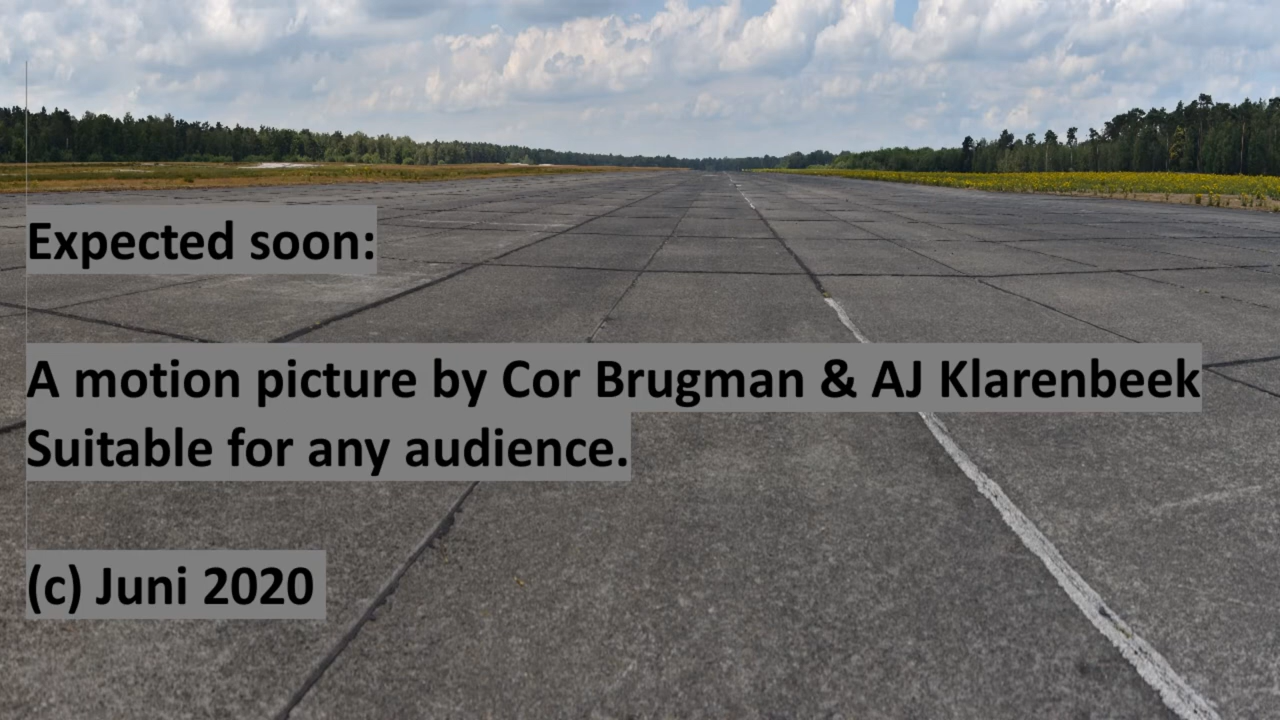 Expected soon:
A motion picture by Cor Brugman & AJ Klarenbeek
Suitable for any audience.
(c) Juni 2020